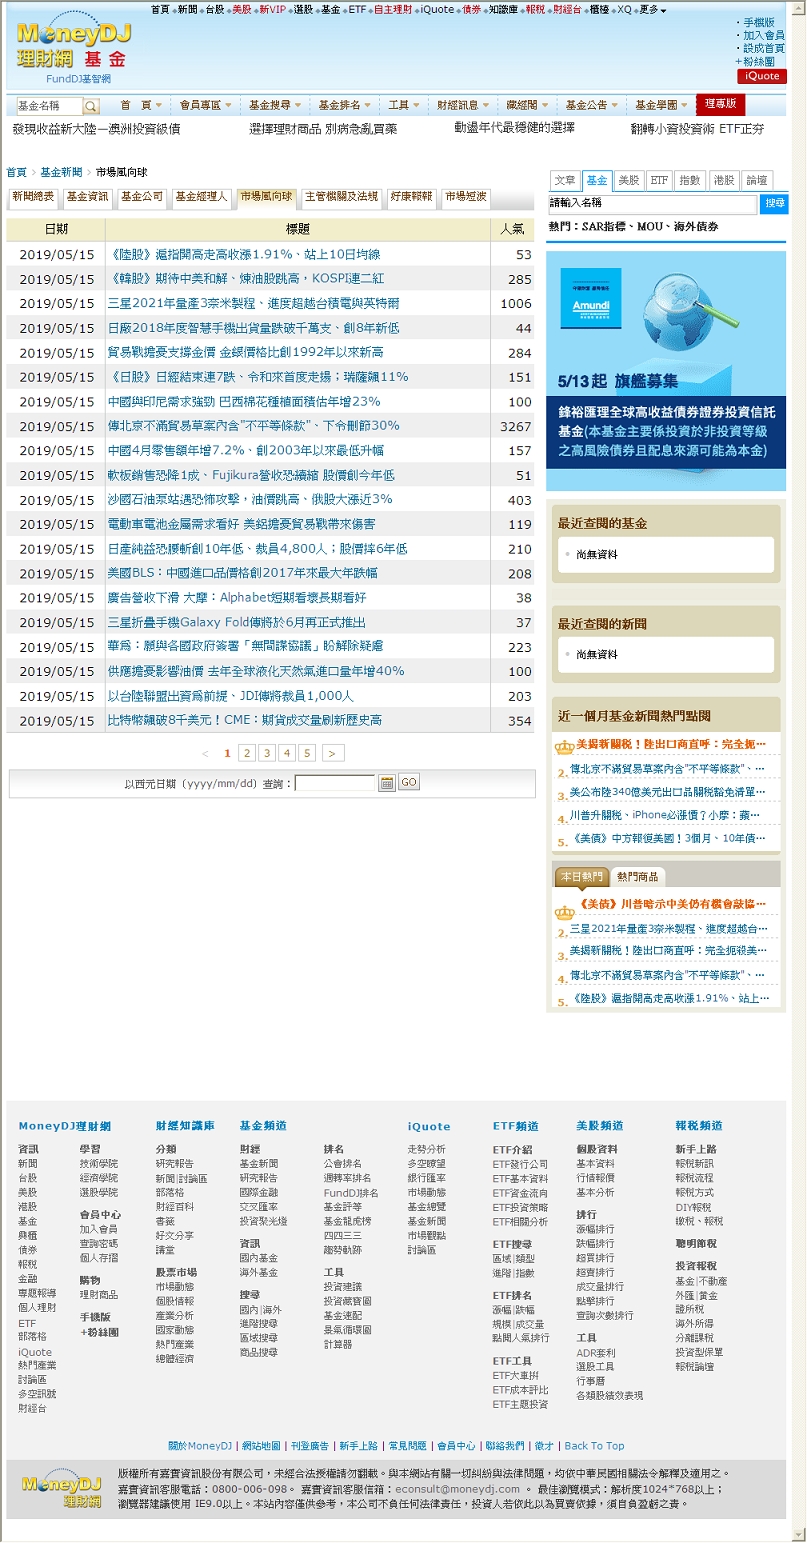 首頁 新聞 台股 美股 新VIP 選股 基金 ETF 自主理財 iQuote 債券 知識庫 報稅 財經台 櫃檯 XQ 更多
MoneyDJ
理財網 基金
FundDJ基智網
・手機版
・加入會員
・設成首頁
+粉絲團
iQuote
基金名稱 首頁 會員專區 基金搜尋 基金排名 工具 財經訊息 藏經閣 基金公告 基金學園 理專版
發現收益新大陸—澳洲投資級債 選擇理財商品 別病急亂買藥 動盪年代最穩健的選擇 翻轉小資投資術 ETF正夯
首頁 > 基金新聞 > 市場風向球
新聞總表 基金資訊 基金公司 基金經理人 市場風向球 主管機關及法規 好康報報 市場短波
日期 標題 人氣
2019/05/15 《陸股》滬指開高走高收漲1.91%、站上10日均線 53
2019/05/15 《韓股》期待中美和解、煉油股跳高，KOSPI連二紅 285
2019/05/15 三星2021年量產3奈米製程、進度超越台積電與英特爾 1006
2019/05/15 日廠2018年度智慧手機出貨量跌破千萬支、創8年新低 44
2019/05/15 貿易戰擔憂支撐金價 金銀價格比創1992年以來新高 284
2019/05/15 《日股》日經結束連7跌、令和來首度走揚；瑞薩飆11% 151
2019/05/15 中國與印尼需求強勁 巴西棉花種植面積估年增23% 100
2019/05/15 傳北京不滿貿易草案內含"不平等條款"、下令刪節30% 3267
2019/05/15 中國4月零售額年增7.2%、創2003年以來最低升幅 157
2019/05/15 軟板銷售恐降1成、Fujikura營收恐續縮 股價創今年低 51
2019/05/15 沙國石油泵站遇恐怖攻擊，油價跳高、俄股大漲近3% 403
2019/05/15 電動車電池金屬需求看好 美鋁擔憂貿易戰帶來傷害 119
2019/05/15 日產純益恐腰斬創10年低、裁員4,800人；股價摔6年低 210
2019/05/15 美國BLS：中國進口品價格創2017年來最大年跌幅 208
2019/05/15 廣告營收下滑 大摩：Alphabet短期看壞長期看好 38
2019/05/15 三星折疊手機Galaxy Fold傳將於6月再正式推出 37
2019/05/15 華為：願與各國政府簽署「無間諜協議」盼解除疑慮 223
2019/05/15 供應擔憂影響油價 去年全球液化天然氣進口量年增40% 100
2019/05/15 以台陸聯盟出資為前提、JDI傳將裁員1,000人 203
2019/05/15 比特幣飆破8千美元！CME：期貨成交量刷新歷史高 354
< 1 2 3 4 5 >
以西元日期（yyyy/mm/dd）查詢： GO
文章 基金 美股 ETF 指數 港股 論壇
請輸入名稱 搜尋
熱門：SAR指標、MOU、海外債券
Amundi
5/13起 旗艦募集
鋒裕匯理全球高收益債券證券投資信託
基金(本基金主要係投資於非投資等級
之高風險債券且配息來源可能為本金)
最近查閱的基金
尚無資料
最近查閱的新聞
尚無資料
近一個月基金新聞熱門點閱
美揭新關稅！陸出口商直呼：完全扼…
2. 傳北京不滿貿易草案內含"不平等條款"、…
3. 美公布陸340億美元出口品關稅豁免清單…
4. 川普升關稅、iPhone必漲價？小摩：蘋…
5. 《美債》中方報復美國！3個月、10年債…
本日熱門 熱門商品
《美債》川普暗示中美仍有機會敲協…
2. 三星2021年量產3奈米製程、進度超越台…
3. 美揭新關稅！陸出口商直呼：完全扼殺美…
4. 傳北京不滿貿易草案內含"不平等條款"、…
5. 《陸股》滬指開高走高收漲1.91%、站上…
MoneyDJ理財網
資訊
新聞
台股
美股
港股
基金
興櫃
債券
報稅
金融
專題報導
個人理財
ETF
部落格
iQuote
熱門產業
討論區
多空訊號
財經台
學習
技術學院
經濟學院
選股學院
會員中心
加入會員
查詢密碼
個人存摺
購物
理財商品
手機版
+粉絲團
財經知識庫
分類
研究報告
新聞|討論區
部落格
財經百科
書籤
好文分享
講堂
股票市場
市場動態
個股情報
產業分析
國家動態
熱門產業
總體經濟
基金頻道
財經
基金新聞
研究報告
國際金融
交叉匯率
投資聚光燈
資訊
國內基金
海外基金
搜尋
國內|海外
進階搜尋
區域搜尋
商品搜尋
排名
公會排名
週轉率排名
FundDJ排名
基金評等
基金龍虎榜
四四三三
趨勢軌跡
工具
投資建議
投資藏寶圖
基金速配
景氣循環圖
計算器
iQuote
走勢分析
多空瞭望
銀行匯率
市場動態
基金總覽
基金新聞
市場觀點
討論區
ETF頻道
ETF介紹
ETF發行公司
ETF基本資料
ETF資金流向
ETF投資策略
ETF相關分析
ETF搜尋
區域|類型
進階|指數
ETF排名
漲幅|跌幅
規模|成交量
點閱人氣排行
ETF工具
ETF大車拚
ETF成本評比
ETF主題投資
美股頻道
個股資料
基本資料
行情報價
基本分析
排行
漲幅排行
跌幅排行
超買排行
超賣排行
成交量排行
點擊排行
查詢次數排行
工具
ADR套利
選股工具
行事曆
各類股績效表現
報稅頻道
新手上路
報稅新訊
報稅流程
報稅方式
DIY報稅
繳稅、報稅
聰明節稅
投資報稅
基金|不動產
外匯|黃金
證所稅
海外所得
分離課稅
投資型保單
報稅論壇
關於MoneyDJ | 網站地圖 | 刊登廣告 | 新手上路 | 常見問題 | 會員中心 | 聯絡我們 | 徵才 | Back To Top
MoneyDJ
理財網
版權所有嘉實資訊股份有限公司，未經合法授權請勿翻載。與本網站有關一切糾紛與法律問題，均依中華民國相關法令解釋及適用之。
嘉實資訊客服電話：0800-006-098。 嘉實資訊客服信箱：econsult@moneydj.com 。 最佳瀏覽模式：解析度1024*768以上；
瀏覽器建議使用 IE9.0以上。本站內容僅供參考，本公司不負任何法律責任，投資人若依此以為買賣依據，須自負盈虧之責。